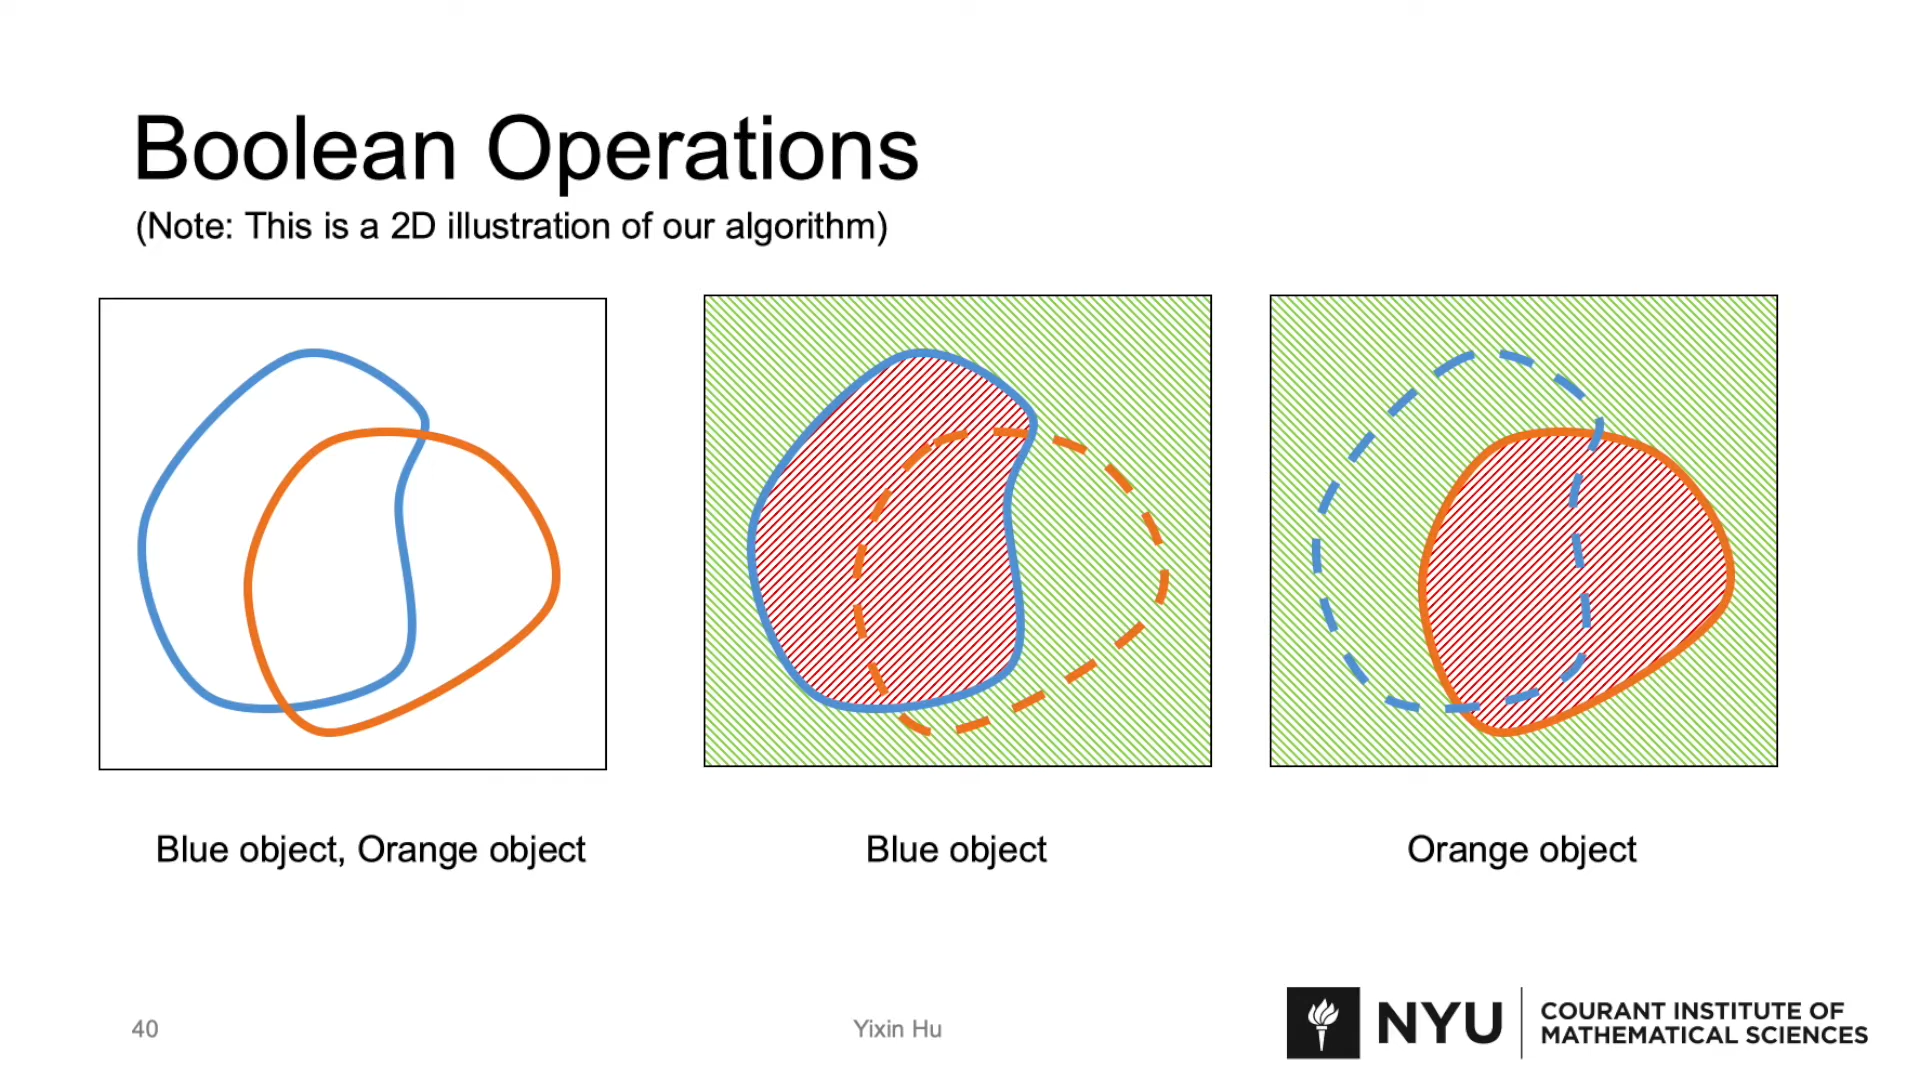 Boolean Operations
(Note: This is a 2D illustration of our algorithm)
Blue object, Orange object
Blue object
Orange object
40
Yixin Hu
NYU
COURANT INSTITUTE OF
MATHEMATICAL SCIENCES